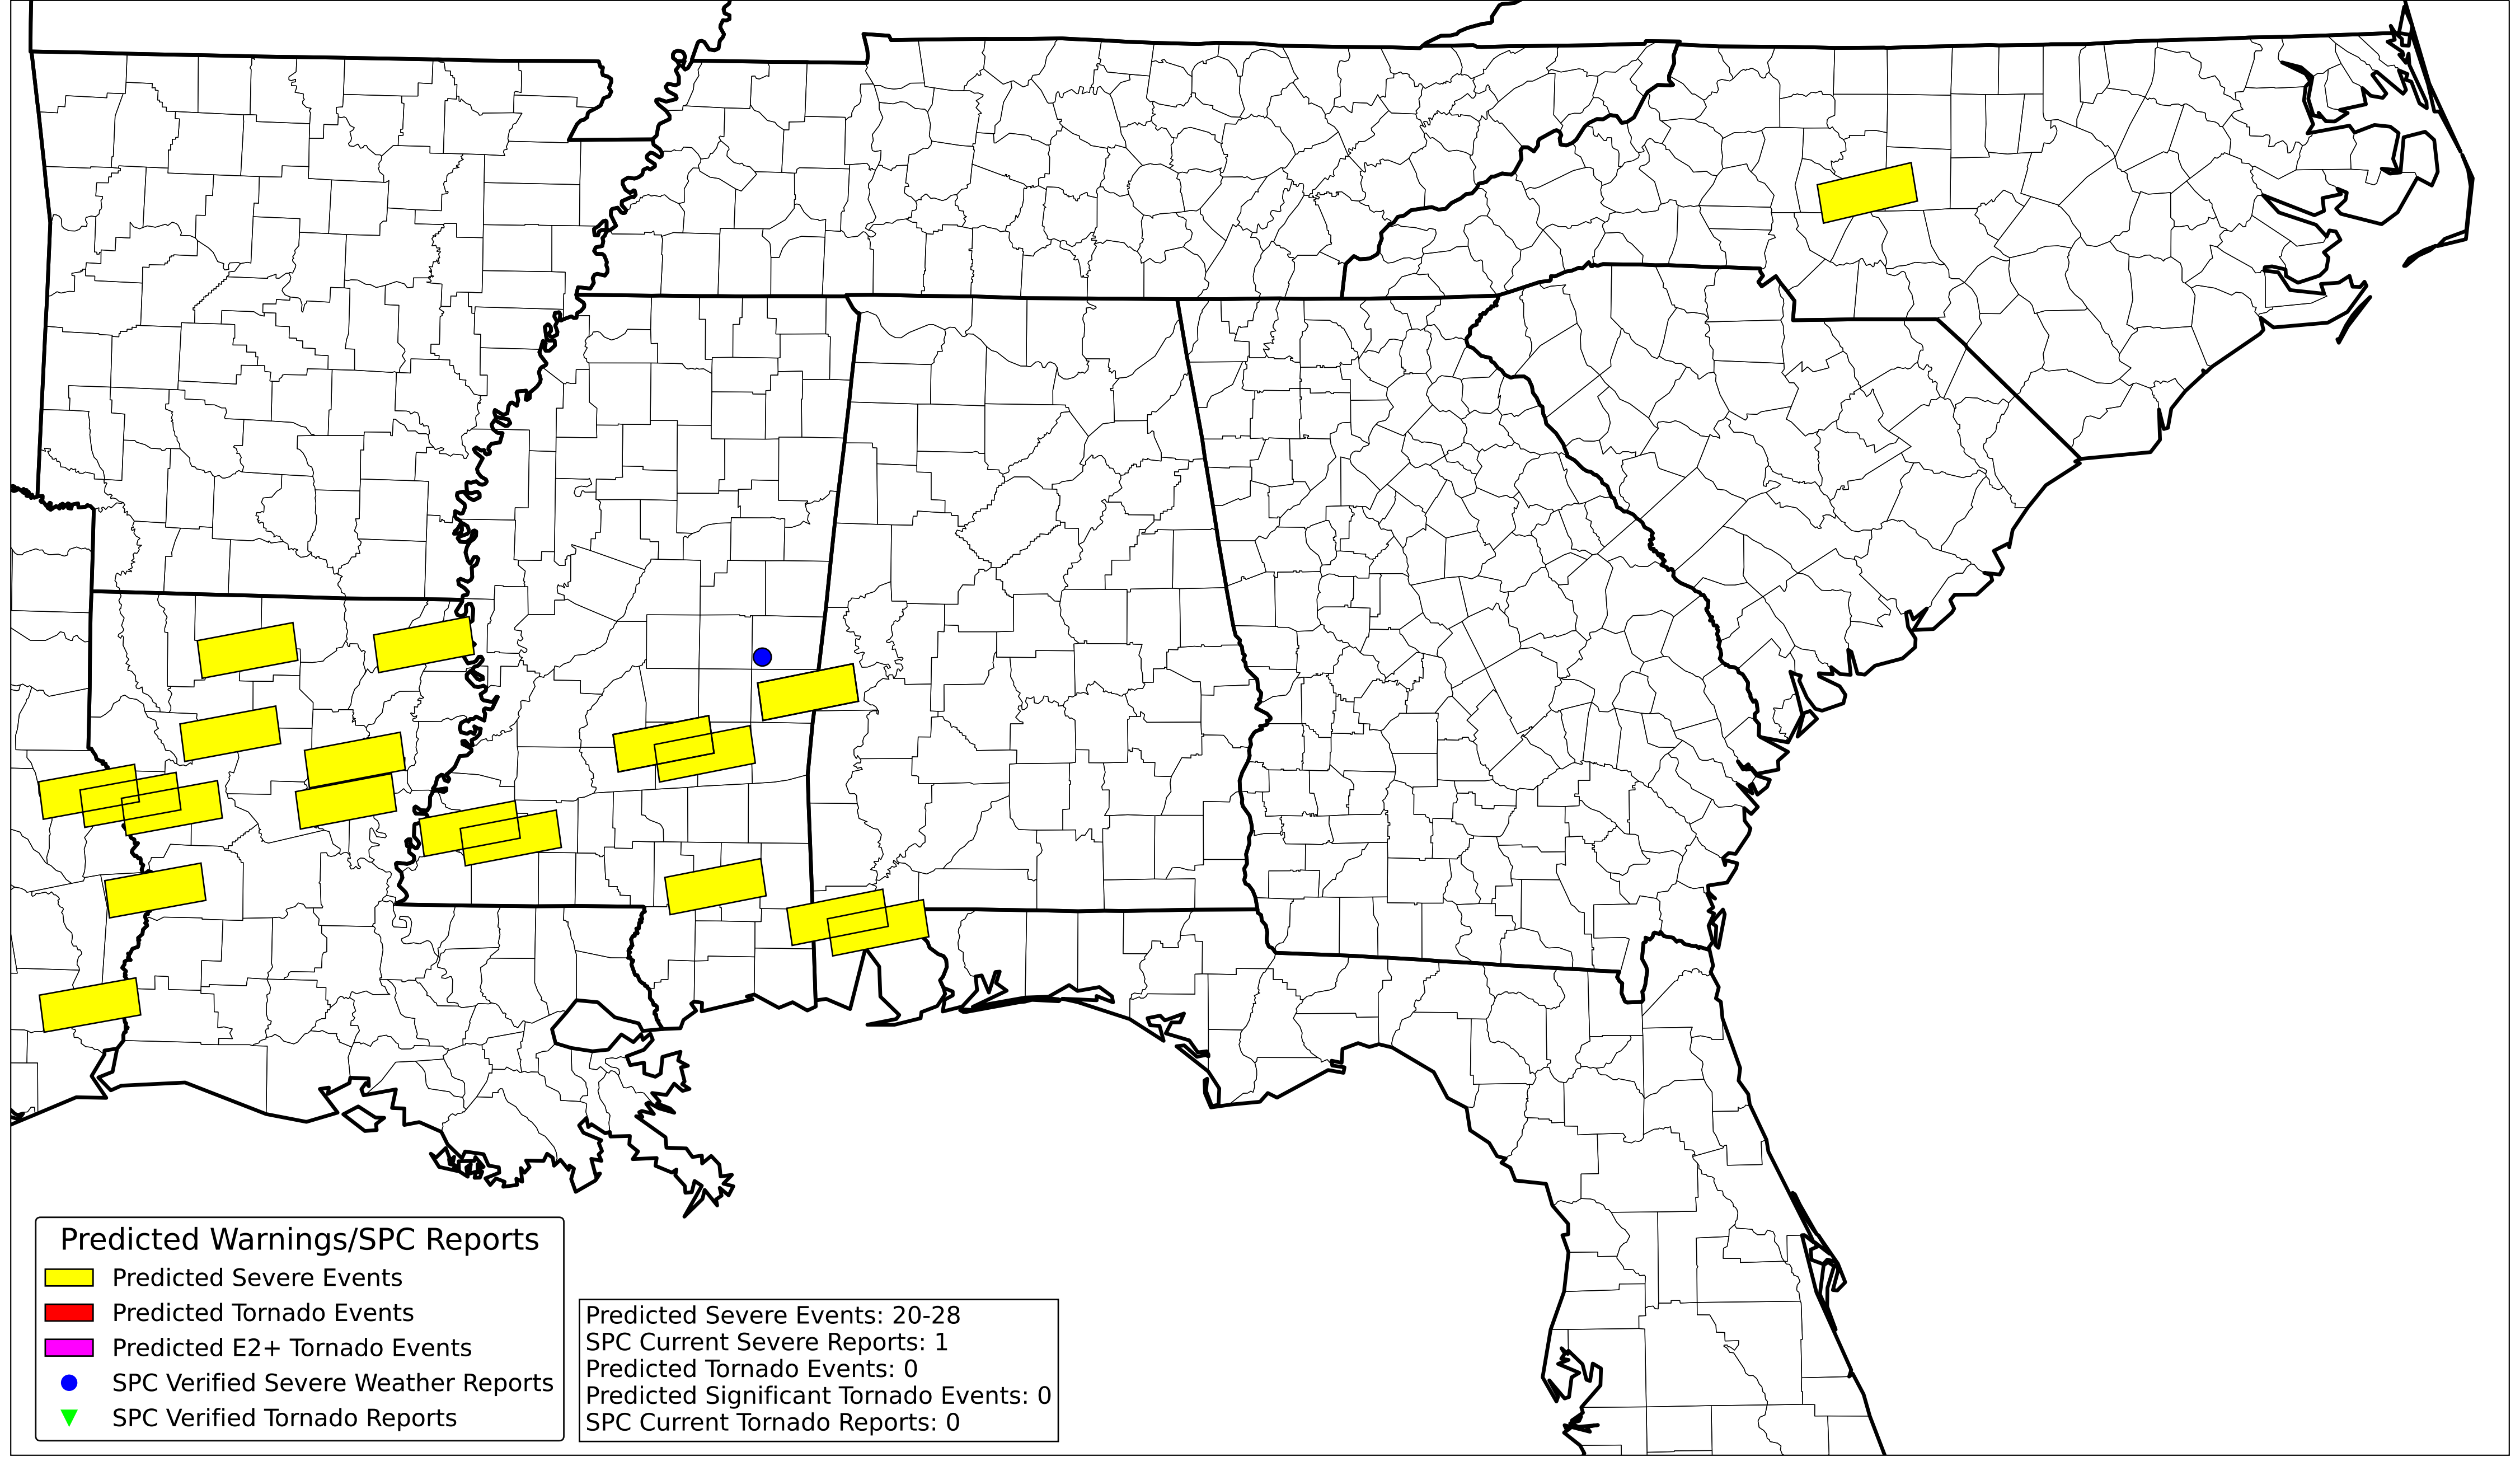 Predicted Warnings/SPC Reports
Predicted Severe Events
Predicted Tornado Events
Predicted E2+ Tornado Events
SPC Verified Severe Weather Reports
SPC Verified Tornado Reports
Predicted Severe Events: 20-28
SPC Current Severe Reports: 1
Predicted Tornado Events: 0
Predicted Significant Tornado Events: 0
SPC Current Tornado Reports: 0